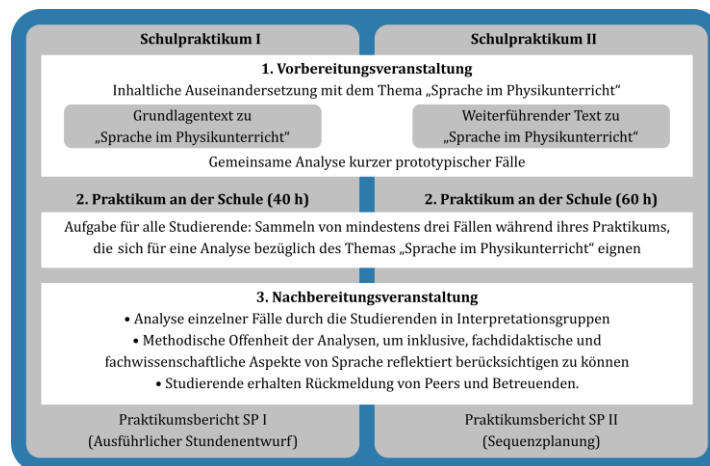 Schulpraktikum I
Schulpraktikum II
1. Vorbereitungsveranstaltung
Inhaltliche Auseinandersetzung mit dem Thema „Sprache im Physikunterricht“
Grundlagentext zu
„Sprache im Physikunterricht“
Weiterführender Text zu
„Sprache im Physikunterricht“
Gemeinsame Analyse kurzer prototypischer Fälle
2. Praktikum an der Schule (40 h)
2. Praktikum an der Schule (60 h)
Aufgabe für alle Studierende: Sammeln von mindestens drei Fällen während ihres Praktikums,
die sich für eine Analyse bezüglich des Themas „Sprache im Physikunterricht“ eignen
3. Nachbereitungsveranstaltung
• Analyse einzelner Fälle durch die Studierenden in Interpretationsgruppen
• Methodische Offenheit der Analysen, um inklusive, fachdidaktische und
fachwissenschaftliche Aspekte von Sprache reflektiert berücksichtigen zu können
• Studierende erhalten Rückmeldung von Peers und Betreuenden.
Praktikumsbericht SP I
(Ausführlicher Stundenentwurf)
Praktikumsbericht SP II
(Sequenzplanung)